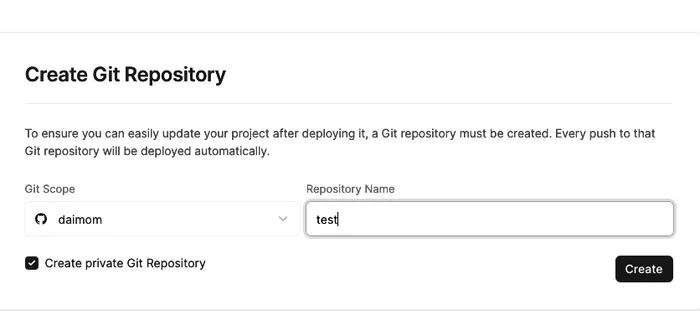 Create Git Repository
To ensure you can easily update your project after deploying it, a Git repository must be created. Every push to that
Git repository will be deployed automatically.
Git Scope
Repository Name
daimom
test
Create private Git Repository
Create